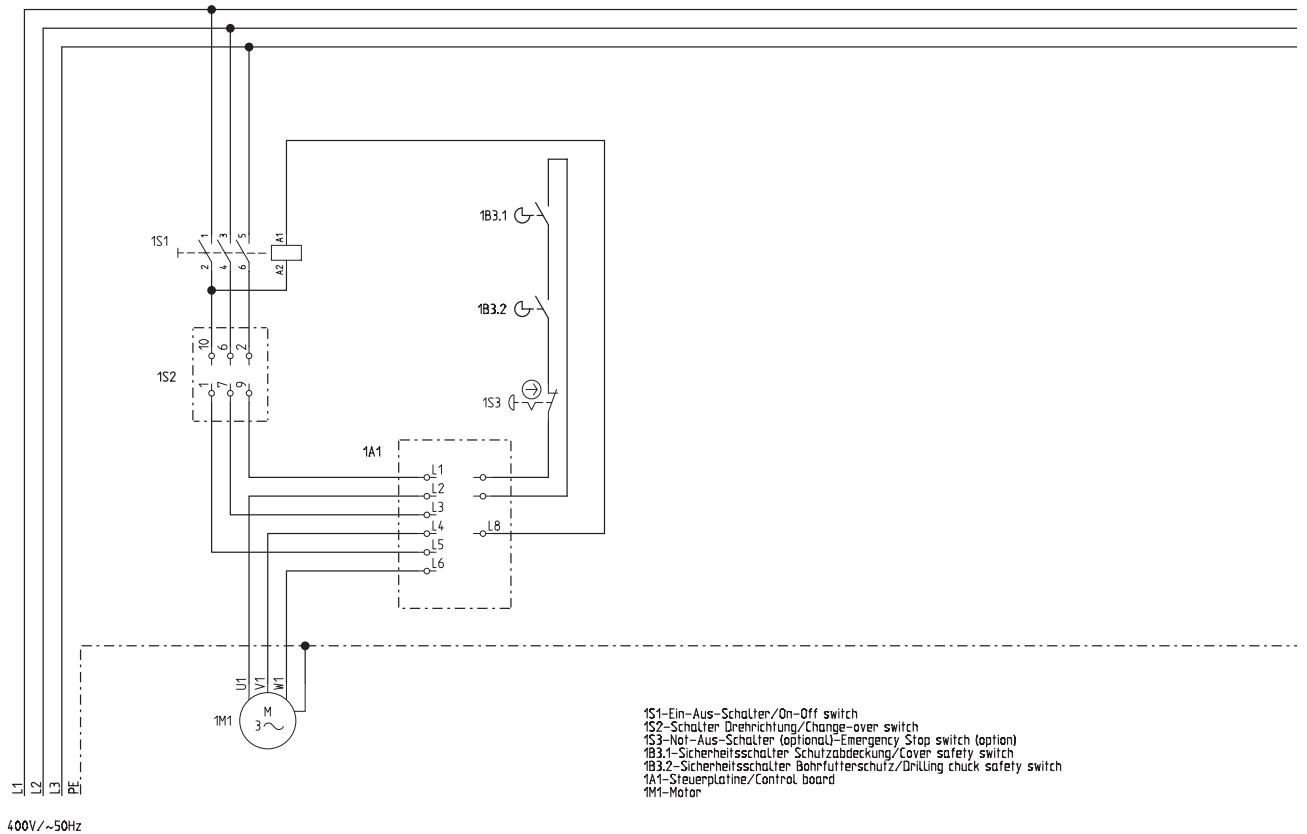 A1
1B3.1
1S1
1
3
5
2
4
6
A2
1B3.2
10
6
2
1S2
1
7
9
1S3
1A1
L1
L2
L3
L4
L8
L5
L6
U1
V1
W1
M
3
1M1
1S1-Ein-Aus-Schalter/On-Off switch
1S2-Schalter Drehrichtung/Change-over switch
1S3-Not-Aus-Schalter (optional)-Emergency Stop switch (option)
1B3.1-Sicherheitsschalter Schutzabdeckung/Cover safety switch
1B3.2-Sicherheitsschalter Bohrfutterschutz/Drilling chuck safety switch
1A1-Steuerplatine/Control board
1M1-Motor
L1
L2
L3
PE
400V/~50Hz